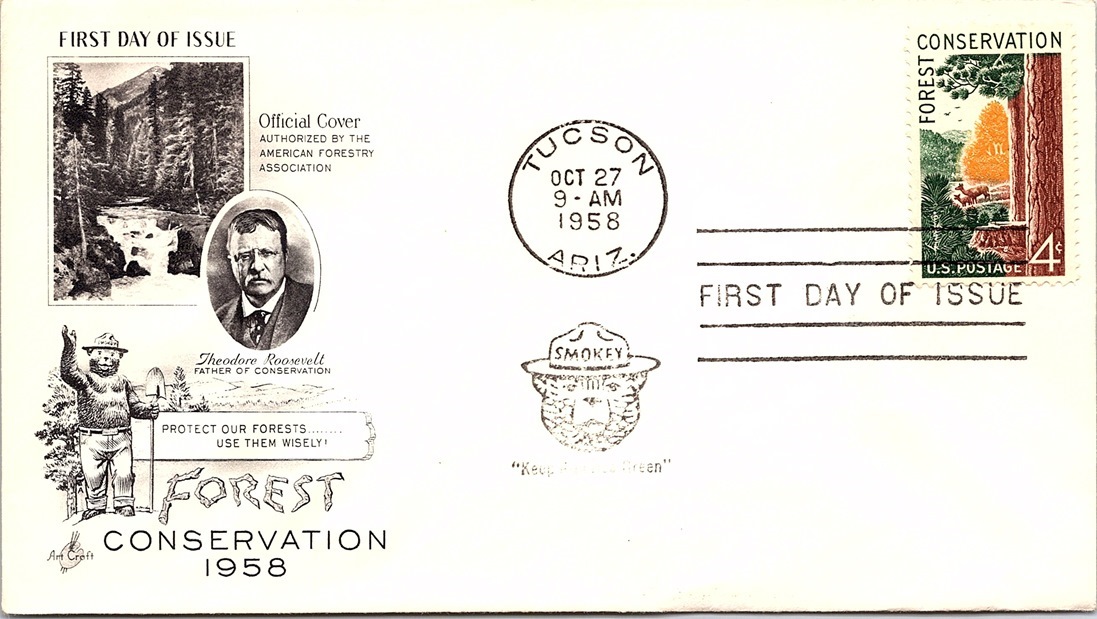 FIRST DAY OF ISSUE
Official Cover
AUTHORIZED BY THE
AMERICAN FORESTRY
ASSOCIATION
Theodore Roosevelt
FATHER OF CONSERVATION
PROTECT OUR FORESTS........
USE THEM WISELY!
FOREST
CONSERVATION
1958
Art Craft
TUCSON
OCT 27
9 - AM
1958
ARIZ.
SMOKEY
"Keep Green"
FOREST CONSERVATION
U.S. POSTAGE 4¢
FIRST DAY OF ISSUE